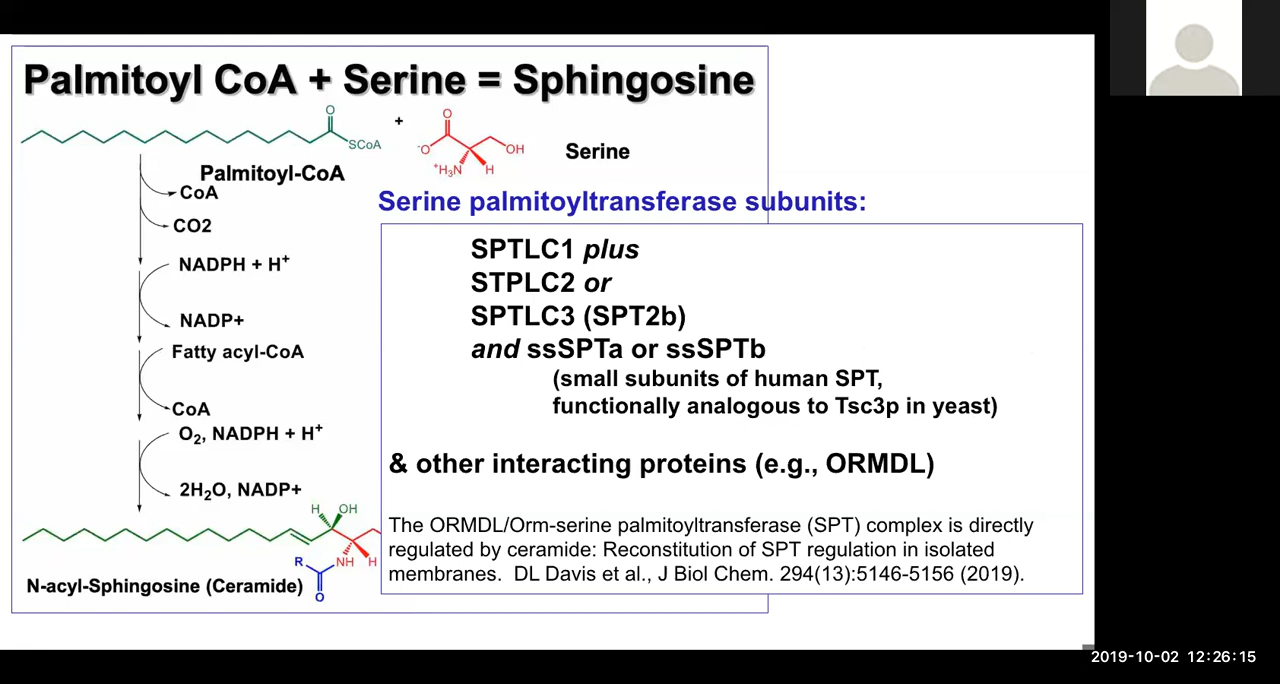 Palmitoyl CoA + Serine = Sphingosine
O
SCoA
+
O
-O
OH
+H₃N
H
Serine
Palmitoyl-CoA
CoA
CO2
NADPH + H⁺
NADP+
Fatty acyl-CoA
CoA
O₂, NADPH + H⁺
2H₂O, NADP+
H
OH
R
NH
H
O
N-acyl-Sphingosine (Ceramide)
Serine palmitoyltransferase subunits:
SPTLC1 plus
STPLC2 or
SPTLC3 (SPT2b)
and ssSPTa or ssSPTb
(small subunits of human SPT,
functionally analogous to Tsc3p in yeast)
& other interacting proteins (e.g., ORMDL)
The ORMDL/Orm-serine palmitoyltransferase (SPT) complex is directly
regulated by ceramide: Reconstitution of SPT regulation in isolated
membranes. DL Davis et al., J Biol Chem. 294(13):5146-5156 (2019).
2019-10-02 12:26:15